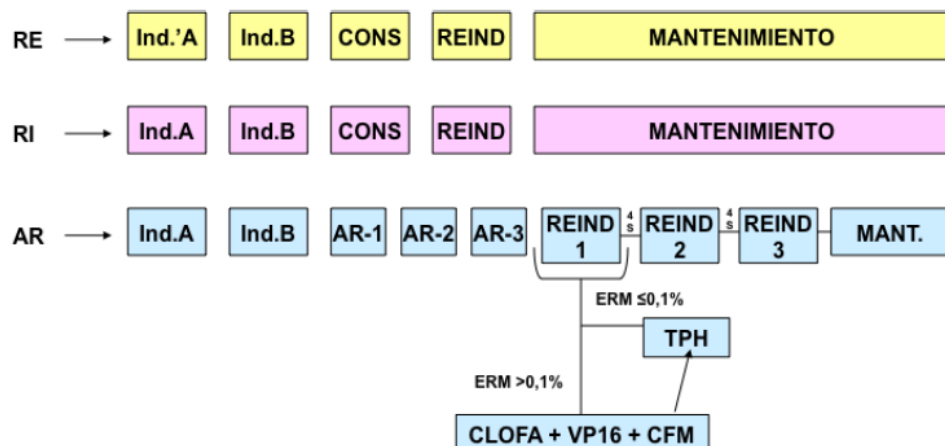 RE Ind.’A Ind.B CONS REIND MANTENIMIENTO
RI Ind.A Ind.B CONS REIND MANTENIMIENTO
AR Ind.A Ind.B AR-1 AR-2 AR-3 REIND 1 4 S REIND 2 4 S REIND 3 MANT.
ERM ≤0,1%
TPH
ERM >0,1%
CLOFA + VP16 + CFM